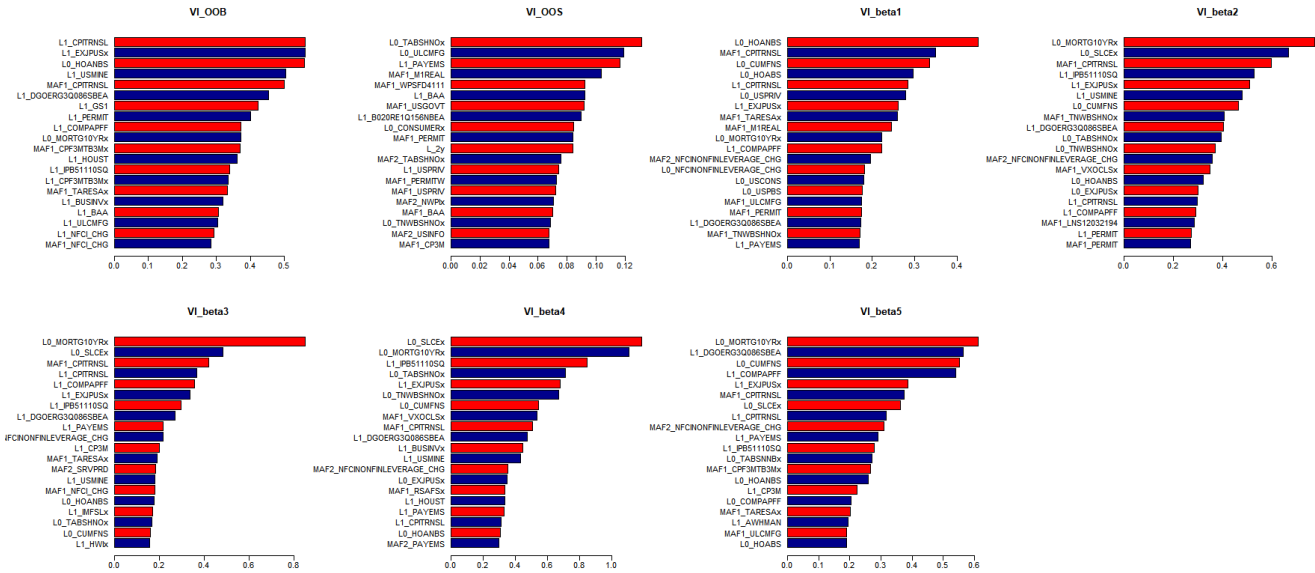 VI_OOB
L1_CPITRNSL
L1_EXJPUSx
L0_HOANBS
L1_USMINE
MAF1_CPITRNSL
L1_DGOERG3Q086SBEA
L1_GS1
L1_PERMIT
L1_COMPAPFF
L0_MORTG10YRx
MAF1_CPF3MTB3Mx
L1_HOUST
L1_IPB51110SQ
L1_CPF3MTB3Mx
MAF1_TARESAx
L1_BUSINVx
L1_BAA
L1_ULCMFG
L1_NFCI_CHG
MAF1_NFCI_CHG
0.0 0.1 0.2 0.3 0.4 0.5
VI_OOS
L0_TABSHNOx
L0_ULCMFG
L1_PAYEMS
MAF1_M1REAL
MAF1_WPSFD4111
L1_BAA
MAF1_USGOVT
L1_B020RE1Q156NBEA
L0_CONSUMERx
MAF1_PERMIT
L_2y
MAF2_TABSHNOx
L1_USPRIV
MAF1_PERMITW
MAF1_USPRIV
MAF2_NWPIx
MAF1_BAA
L0_TNWBSHNOx
MAF2_USINFO
MAF1_CP3M
0.00 0.02 0.04 0.06 0.08 0.10 0.12
VI_beta1
L0_HOANBS
MAF1_CPITRNSL
L0_CUMFNS
L0_HOABS
L1_CPITRNSL
L0_USPRIV
L1_EXJPUSx
MAF1_TARESAx
MAF1_M1REAL
L0_MORTG10YRx
L1_COMPAPFF
MAF2_NFCINONFINLEVERAGE_CHG
L0_NFCINONFINLEVERAGE_CHG
L0_USCONS
L0_USPBS
MAF1_ULCMFG
MAF1_PERMIT
L1_DGOERG3Q086SBEA
MAF1_TNWBSHNOx
L1_PAYEMS
0.0 0.1 0.2 0.3 0.4
VI_beta2
L0_MORTG10YRx
L0_SLCEx
MAF1_CPITRNSL
L1_IPB51110SQ
L1_EXJPUSx
L1_USMINE
L0_CUMFNS
MAF1_TNWBSHNOx
L1_DGOERG3Q086SBEA
L0_TABSHNOx
L0_TNWBSHNOx
MAF2_NFCINONFINLEVERAGE_CHG
MAF1_VXOCLSx
L0_HOANBS
L0_EXJPUSx
L1_CPITRNSL
L1_COMPAPFF
MAF1_LNS12032194
L1_PERMIT
MAF1_PERMIT
0.0 0.2 0.4 0.6
VI_beta3
L0_MORTG10YRx
L0_SLCEx
MAF1_CPITRNSL
L1_CPITRNSL
L1_COMPAPFF
L1_EXJPUSx
L1_IPB51110SQ
L1_DGOERG3Q086SBEA
L1_PAYEMS
NFCINONFINLEVERAGE_CHG
L1_CP3M
MAF1_TARESAx
MAF2_SRVPRD
L1_USMINE
MAF1_NFCI_CHG
L0_HOANBS
L1_IMFSLx
L0_TABSHNOx
L0_CUMFNS
L1_HWIx
0.0 0.2 0.4 0.6 0.8
VI_beta4
L0_SLCEx
L0_MORTG10YRx
L1_IPB51110SQ
L0_TABSHNOx
L1_EXJPUSx
L0_TNWBSHNOx
L0_CUMFNS
MAF1_VXOCLSx
MAF1_CPITRNSL
L1_DGOERG3Q086SBEA
L1_BUSINVx
L1_USMINE
MAF2_NFCINONFINLEVERAGE_CHG
L0_EXJPUSx
MAF1_RSAFSx
L1_HOUST
L1_PAYEMS
L1_CPITRNSL
L0_HOANBS
MAF2_PAYEMS
0.0 0.2 0.4 0.6 0.8 1.0
VI_beta5
L0_MORTG10YRx
L1_DGOERG3Q086SBEA
L0_CUMFNS
L1_COMPAPFF
L1_EXJPUSx
MAF1_CPITRNSL
L0_SLCEx
L1_CPITRNSL
MAF2_NFCINONFINLEVERAGE_CHG
L1_PAYEMS
L1_IPB51110SQ
L0_TABSNNBx
MAF1_CPF3MTB3Mx
L0_HOANBS
L1_CP3M
L0_COMPAPFF
MAF1_TARESAx
L1_AWHMAN
MAF1_ULCMFG
L0_HOABS
0.0 0.1 0.2 0.3 0.4 0.5 0.6